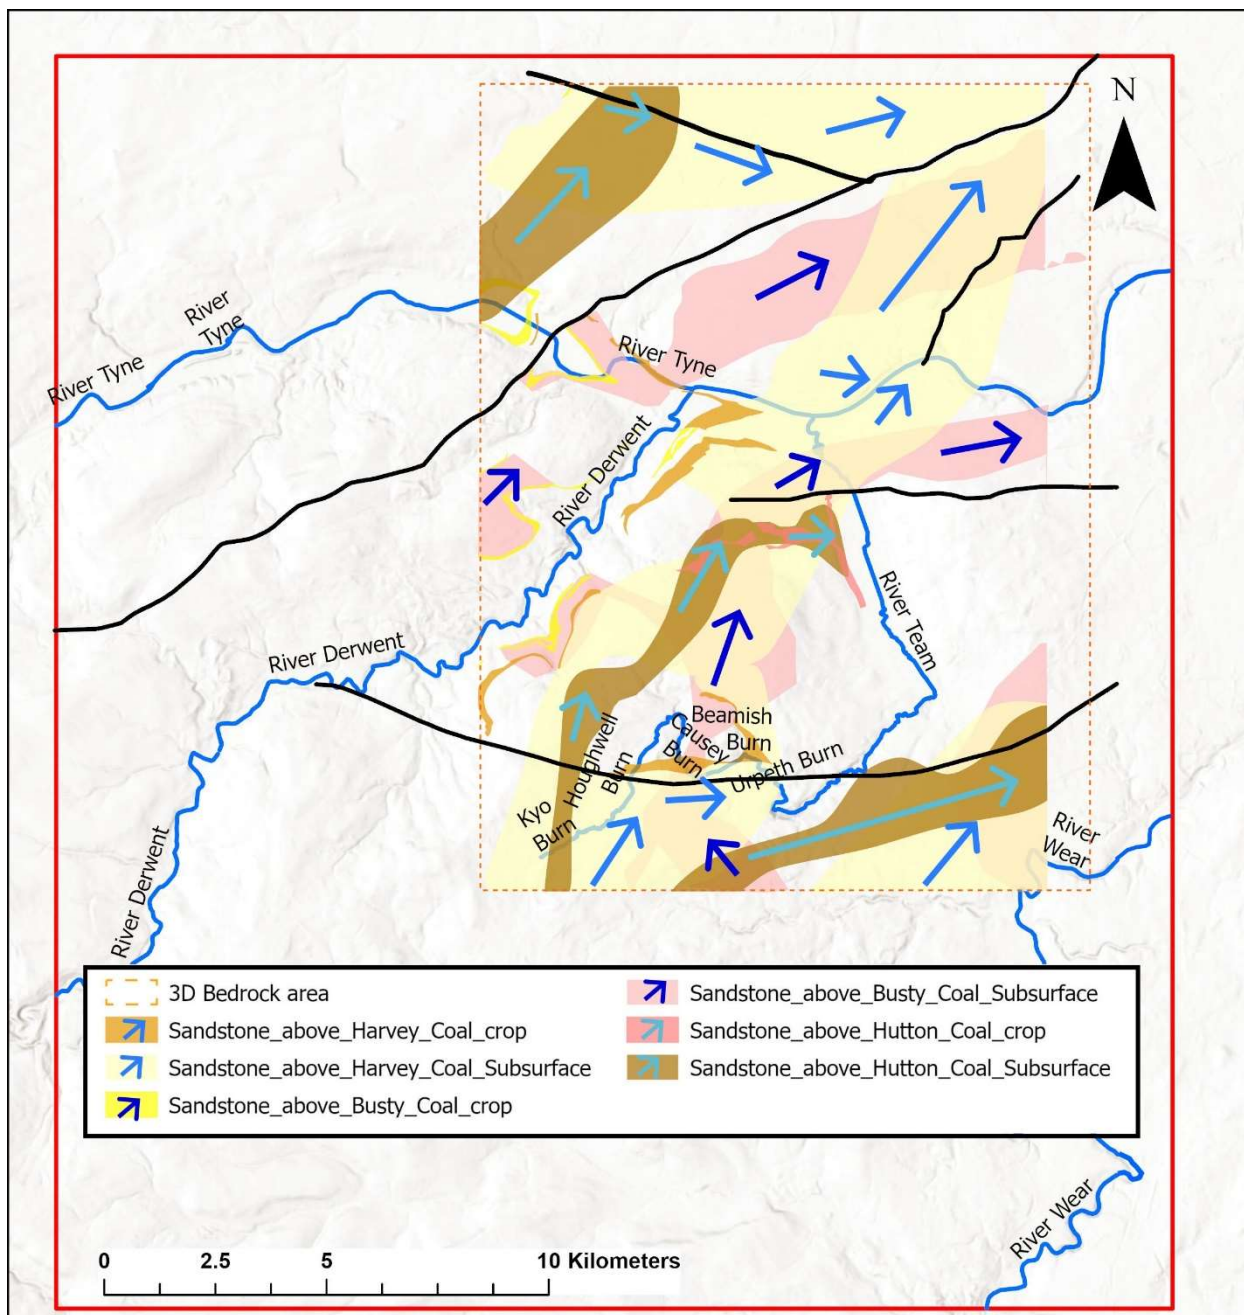 N
River
Tyne
River Tyne
River Tyne
River Derwent
River Derwent
River Team
Beamish
Burn
Causey
Burn
Houghwell
Burn
Urpeth Burn
Kyo
Burn
River
Wear
River Derwent
3D Bedrock area
Sandstone_above_Harvey_Coal_crop
Sandstone_above_Harvey_Coal_Subsurface
Sandstone_above_Busty_Coal_crop
Sandstone_above_Busty_Coal_Subsurface
Sandstone_above_Hutton_Coal_crop
Sandstone_above_Hutton_Coal_Subsurface
River Wear
0 2.5 5 10 Kilometers